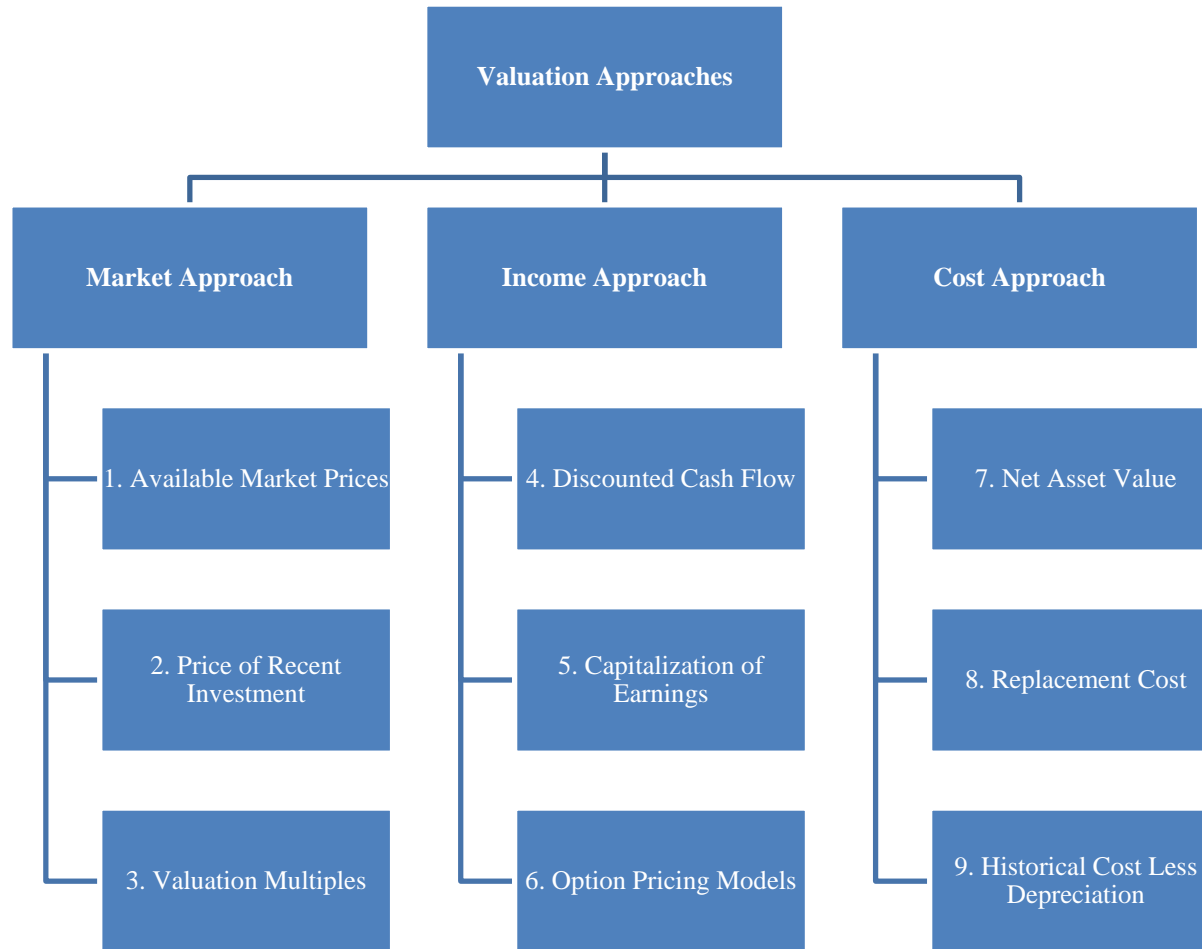 Valuation Approaches
Market Approach
Income Approach
Cost Approach
1. Available Market Prices
4. Discounted Cash Flow
7. Net Asset Value
2. Price of Recent
Investment
5. Capitalization of
Earnings
8. Replacement Cost
3. Valuation Multiples
6. Option Pricing Models
9. Historical Cost Less
Depreciation